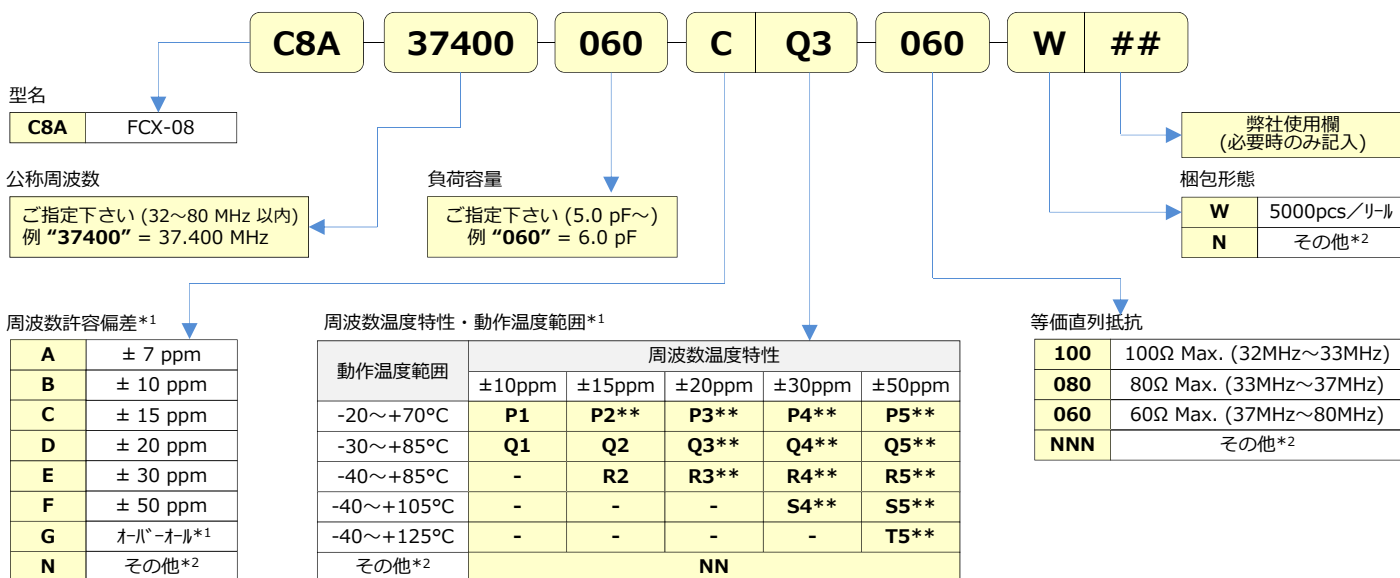 C8A 37400 060 C Q3 060 W ##
型名
C8A FCX-08
弊社使用欄
(必要時のみ記入)
公称周波数
ご指定下さい (32～80 MHz 以内)
例 “37400” = 37.400 MHz
負荷容量
ご指定下さい (5.0 pF～)
例 “060” = 6.0 pF
梱包形態
W 5000pcs／ﾘｰﾙ
N その他*2
周波数許容偏差*1
A ± 7 ppm
B ± 10 ppm
C ± 15 ppm
D ± 20 ppm
E ± 30 ppm
F ± 50 ppm
G ｵｰﾊﾞｰｵｰﾙ*1
N その他*2
周波数温度特性・動作温度範囲*1
動作温度範囲 周波数温度特性
±10ppm ±15ppm ±20ppm ±30ppm ±50ppm
-20～+70°C P1 P2** P3** P4** P5**
-30～+85°C Q1 Q2 Q3** Q4** Q5**
-40～+85°C - R2 R3** R4** R5**
-40～+105°C - - - S4** S5**
-40～+125°C - - - - T5**
その他*2 NN
等価直列抵抗
100 100Ω Max. (32MHz～33MHz)
080 80Ω Max. (33MHz～37MHz)
060 60Ω Max. (37MHz～80MHz)
NNN その他*2